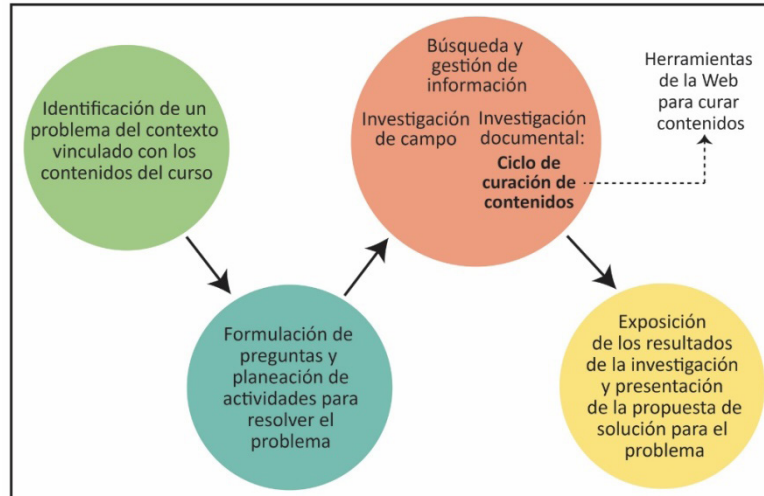 Identificación de un
problema del contexto
vinculado con los
contenidos del curso
Formulación de
preguntas y
planeación de
actividades para
resolver el
problema
Búsqueda y
gestión de
información
Investigación
de campo
Investigación
documental:
Ciclo de
curación de
contenidos
Herramientas
de la Web
para curar
contenidos
Exposición
de los resultados
de la investigación
y presentación
de la propuesta de
solución para el
problema